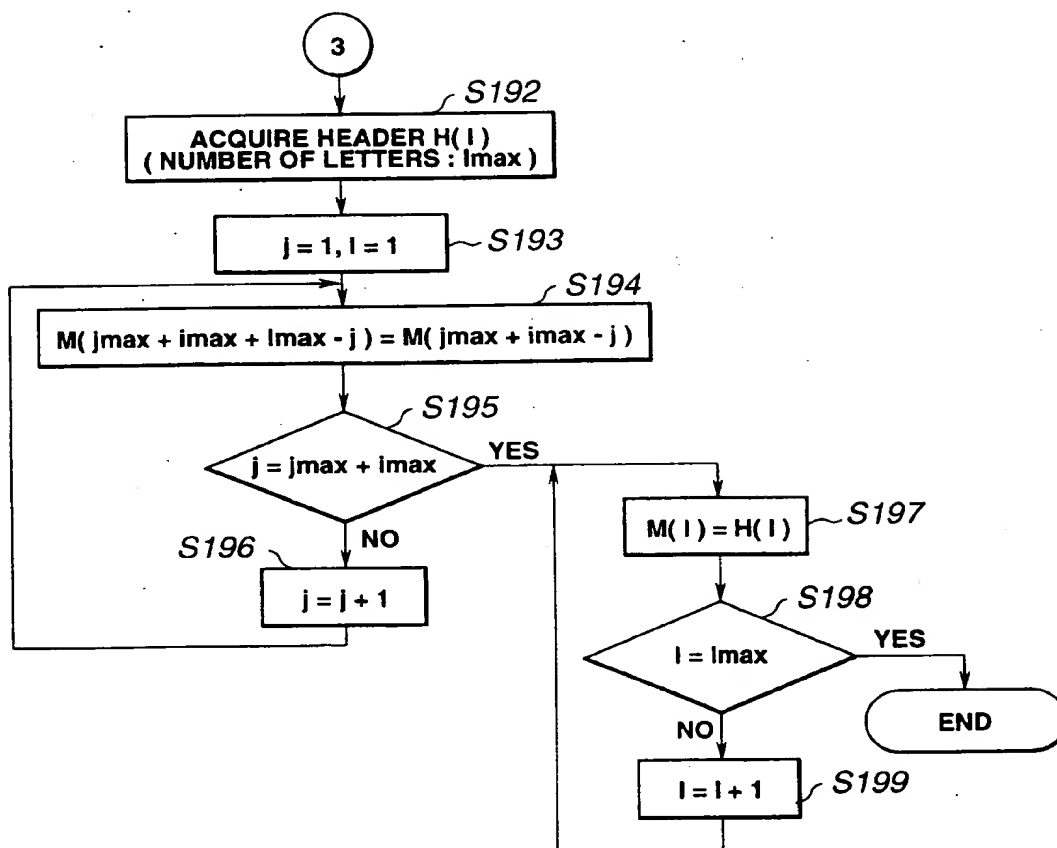 3
S192
ACQUIRE HEADER H( l )
( NUMBER OF LETTERS : lmax )
j = 1, l = 1
S193
S194
M( jmax + imax + lmax - j ) = M( jmax + imax - j )
S195
j = jmax + imax
YES
NO
S196
j = j + 1
M( l ) = H( l )
S197
S198
l = lmax
YES
NO
END
l = l + 1
S199